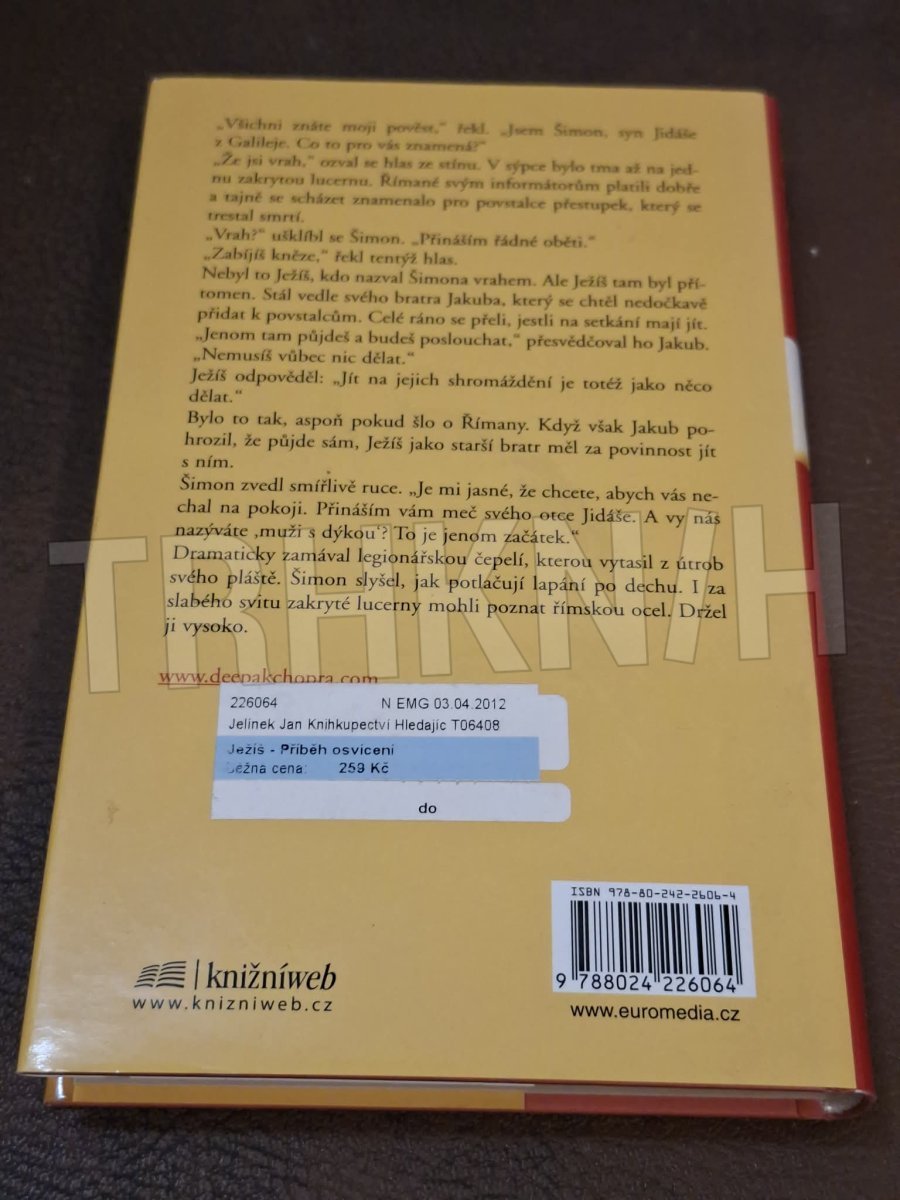 „Všichni znáte moji pověst,“ řekl. „Jsem Šimon, syn Jidáše
z Galileje. Co to pro vás znamená?“
„Že jsi vrah,“ ozval se hlas ze stínu. V sýpce bylo tma až na jed-
nu zakrytou lucernu. Římané svým informátorům platili dobře
a tajně se scházet znamenalo pro povstalce přestupek, který se
trestal smrtí.
„Vrah?“ ušklíbl se Šimon. „Přináším řádné oběti.“
„Zabíjíš kněze,“ řekl tentýž hlas.
Nebyl to Ježíš, kdo nazval Šimona vrahem. Ale Ježíš tam byl pří-
tomen. Stál vedle svého bratra Jakuba, který se chtěl nedočkavě
přidat k povstalcům. Celé ráno se přeli, jestli na setkání mají jít.
„Jenom tam půjdeš a budeš poslouchat,“ přesvědčoval ho Jakub.
„Nemusíš vůbec nic dělat.“
Ježíš odpověděl: „Jít na jejich shromáždění je totéž jako něco
dělat.“
Bylo to tak, aspoň pokud šlo o Římany. Když však Jakub po-
hrozil, že půjde sám, Ježíš jako starší bratr měl za povinnost jít
s ním.
Šimon zvedl smířlivě ruce. „Je mi jasné, že chcete, abych vás ne-
chal na pokoji. Přináším vám meč svého otce Jidáše. A vy nás
nazýváte ‚muži s dýkou‘? To je jenom začátek.“
Dramaticky zamával legionářskou čepelí, kterou vytasil z útrob
svého pláště. Šimon slyšel, jak potlačují lapání po dechu. I za
slabého svitu zakryté lucerny mohli poznat římskou ocel. Držel
ji vysoko.
TRHKNIH
www.deepakchopra.com
226064 N EMG 03.04.2012
Jelínek Jan Knihkupectví Hledajíc T06408
Ježíš - Příběh osvícení
Běžná cena: 259 Kč
do
ISBN 978-80-242-2606-4
9 788024 226064
knižníweb
www.knizniweb.cz
www.euromedia.cz